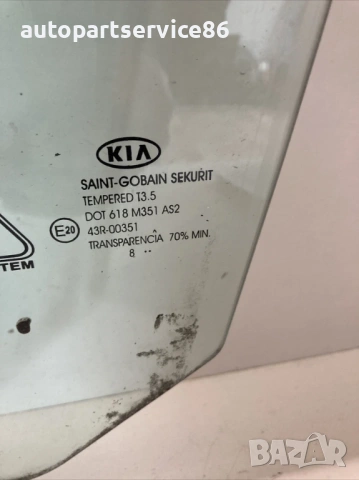 autopartservice86
KIA
SAINT-GOBAIN SEKURIT
TEMPERED T3.5
DOT 618 M351 AS2
E20 43R-00351
TRANSPARENCIA 70% MIN.
8 ..
TEM
BAZAR